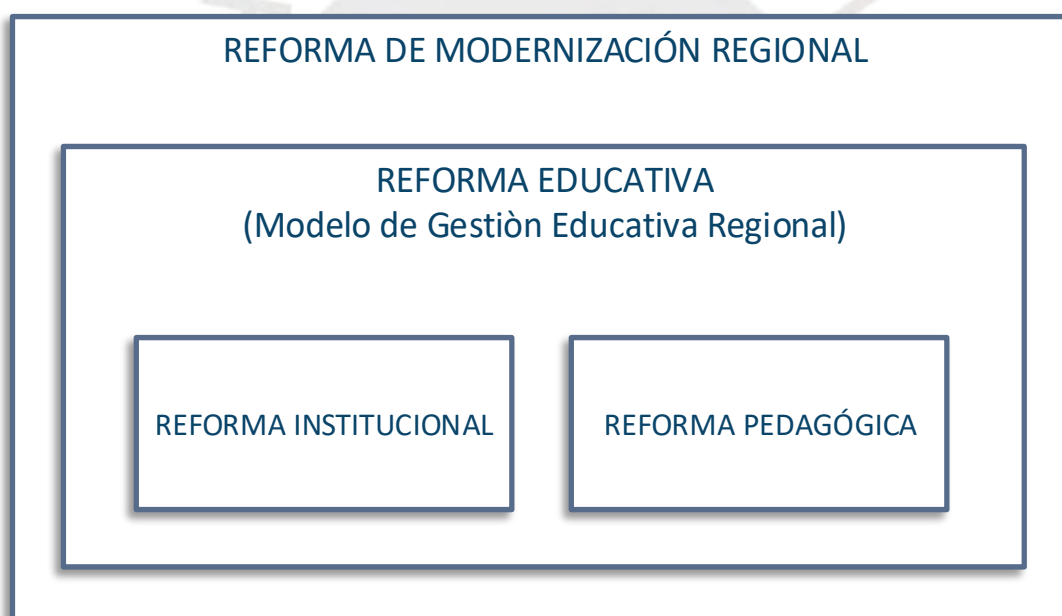 REFORMA DE MODERNIZACIÓN REGIONAL
REFORMA EDUCATIVA
(Modelo de Gestiòn Educativa Regional)
REFORMA INSTITUCIONAL
REFORMA PEDAGÓGICA